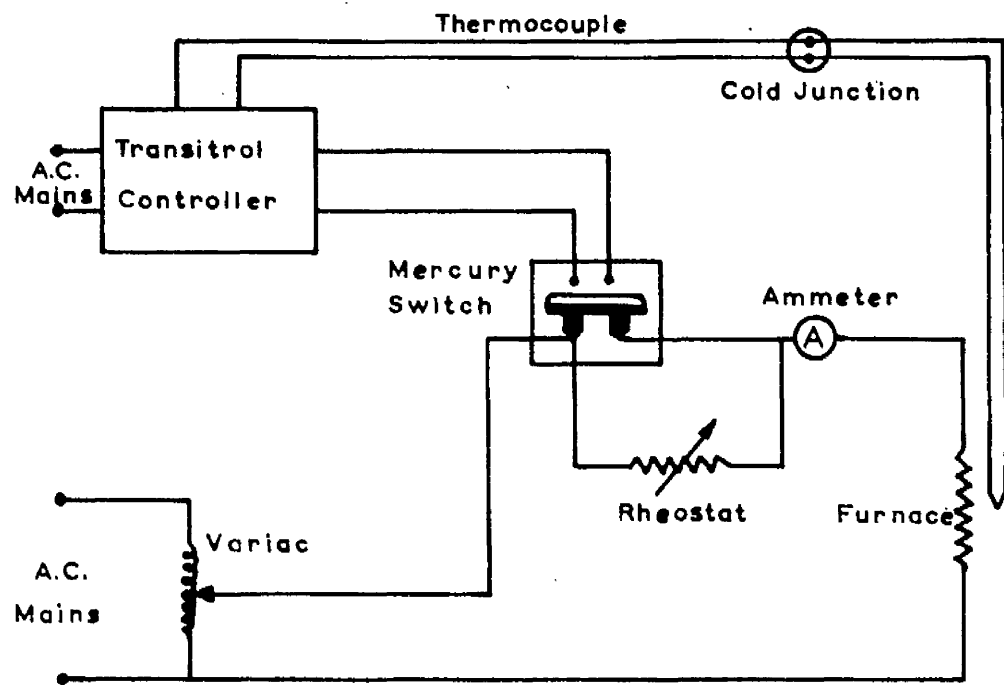 Thermocouple
Cold Junction
Transitrol
Controller
A.C.
Mains
Mercury
Switch
Ammeter
A
Rheostat
Furnace
Variac
A.C.
Mains